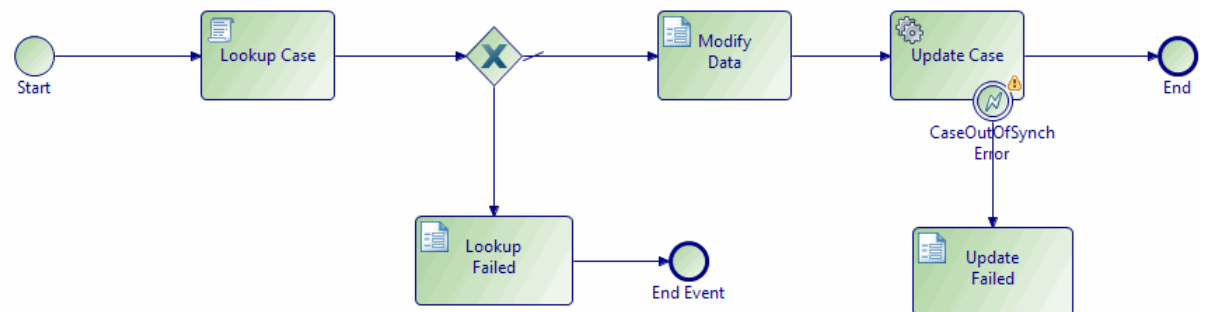 Start
Lookup Case
Modify
Data
Update Case
End
CaseOutOfSynch
Error
Lookup
Failed
End Event
Update
Failed